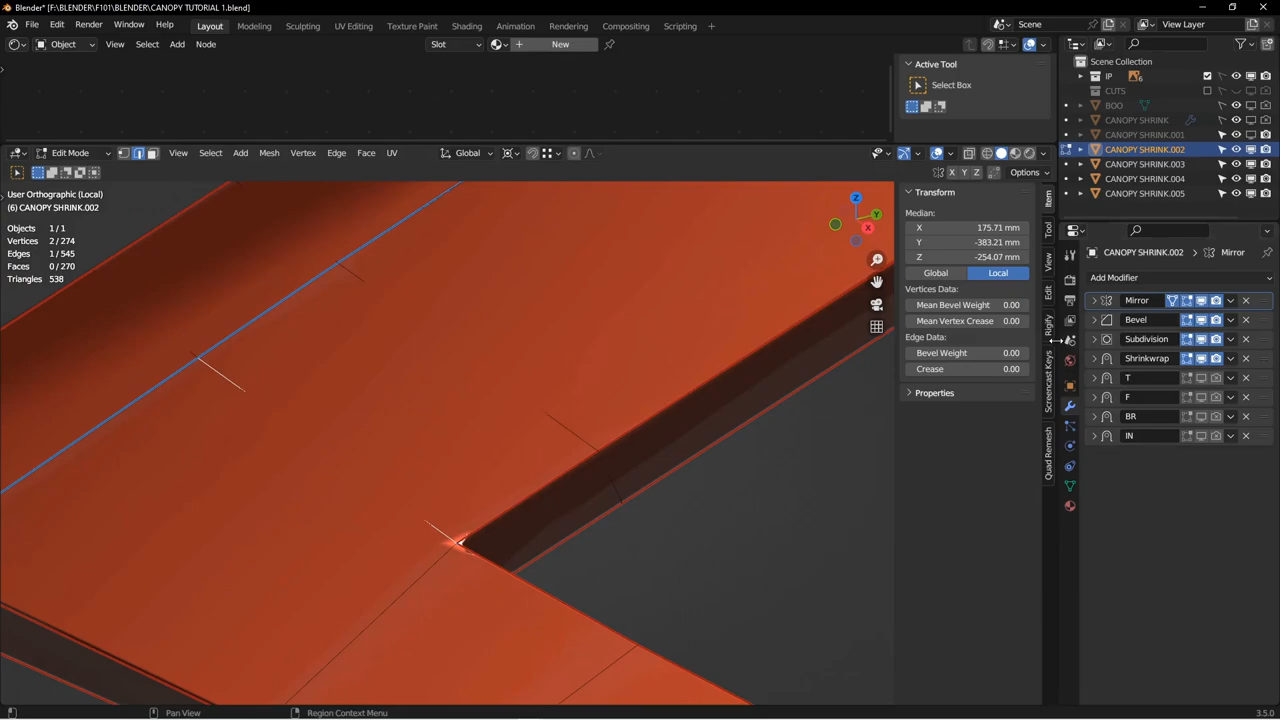 Blender* [F:\BLENDER\F101\BLENDER\CANOPY TUTORIAL 1.blend]
File Edit Render Window Help Layout Modeling Sculpting UV Editing Texture Paint Shading Animation Rendering Compositing Scripting Scene View Layer
Object View Select Add Node Slot New
Active Tool
Select Box
Scene Collection
IP 6
CUTS
BOO
CANOPY SHRINK
CANOPY SHRINK.001
CANOPY SHRINK.002
CANOPY SHRINK.003
CANOPY SHRINK.004
CANOPY SHRINK.005
Edit Mode View Select Add Mesh Vertex Edge Face UV Global
X Y Z Options
User Orthographic (Local)
(6) CANOPY SHRINK.002
Objects 1/1
Vertices 2 / 274
Edges 1 / 545
Faces 0 / 270
Triangles 538
Z
Y
X
Transform
Median:
X 175.71 mm
Y -383.21 mm
Z -254.07 mm
Global Local
Vertices Data:
Mean Bevel Weight 0.00
Mean Vertex Crease 0.00
Edge Data:
Bevel Weight 0.00
Crease 0.00
Properties
Item
Tool
View
Edit
Rigify
Screencast Keys
Quad Remesh
CANOPY SHRINK.002 Mirror
Add Modifier
Mirror
Bevel
Subdivision
Shrinkwrap
T
F
BR
IN
Pan View Region Context Menu 3.5.0